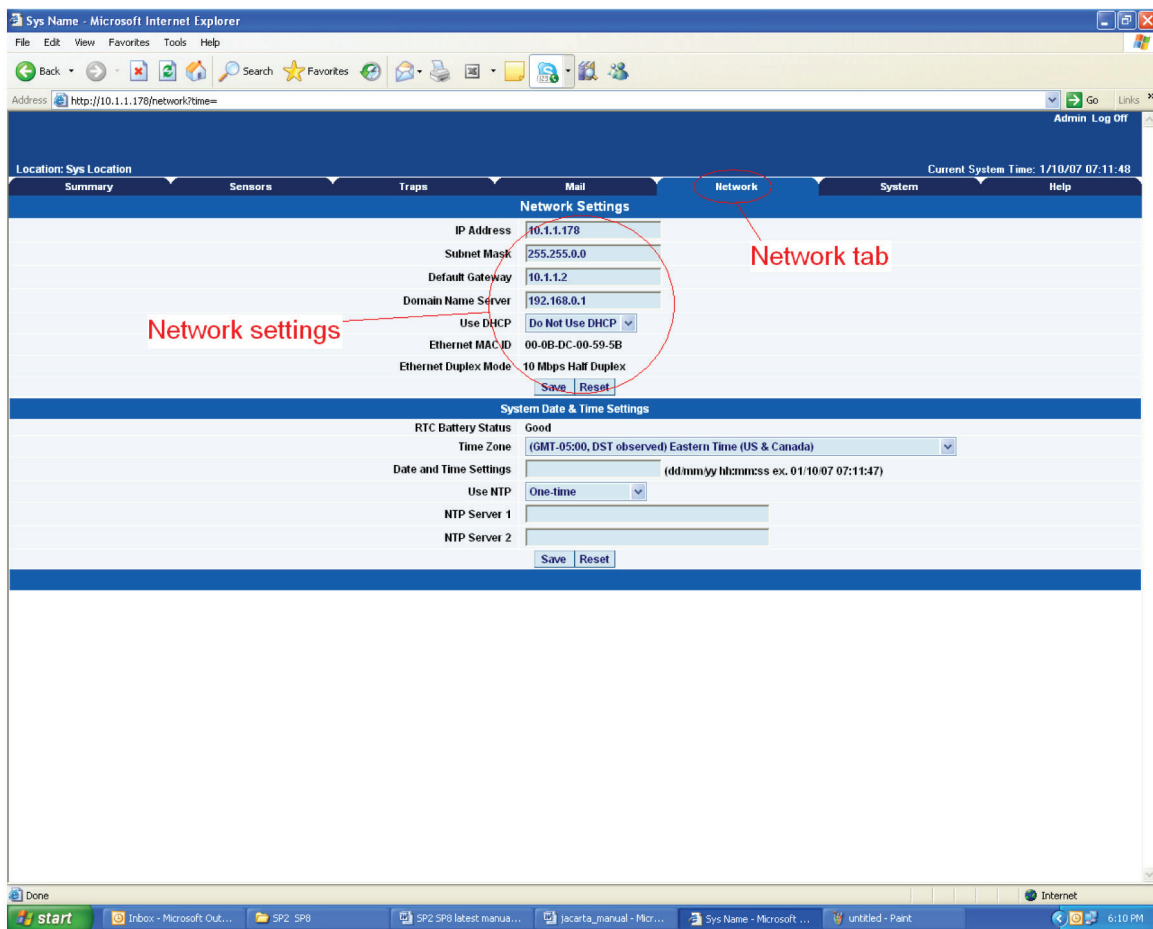 Sys Name - Microsoft Internet Explorer
File Edit View Favorites Tools Help
Back Search Favorites
Address http://10.1.1.178/network?time= Go Links »
Admin Log Off
Location: Sys Location Current System Time: 1/10/07 07:11:48
Summary Sensors Traps Mail Network System Help
Network Settings
IP Address 10.1.1.178
Subnet Mask 255.255.0.0
Network tab
Default Gateway 10.1.1.2
Domain Name Server 192.168.0.1
Network settings
Use DHCP Do Not Use DHCP
Ethernet MAC ID 00-0B-DC-00-59-5B
Ethernet Duplex Mode 10 Mbps Half Duplex
Save Reset
System Date & Time Settings
RTC Battery Status Good
Time Zone (GMT-05:00, DST observed) Eastern Time (US & Canada)
Date and Time Settings (dd/mm/yy hh:mm:ss ex. 01/10/07 07:11:47)
Use NTP One-time
NTP Server 1
NTP Server 2
Save Reset
Done Internet
start Inbox - Microsoft Out... SP2 SP8 SP2 SP8 latest manua... jacarta_manual - Micr... Sys Name - Microsoft ... untitled - Paint 6:10 PM